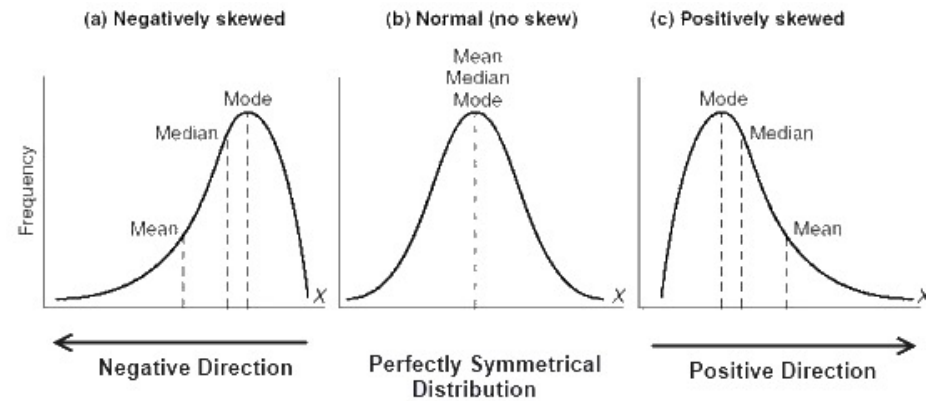 (a) Negatively skewed
(b) Normal (no skew)
(c) Positively skewed
Frequency
Mode
Median
Mean
X
Mean
Median
Mode
X
Mode
Median
Mean
X
Negative Direction
Perfectly Symmetrical
Distribution
Positive Direction